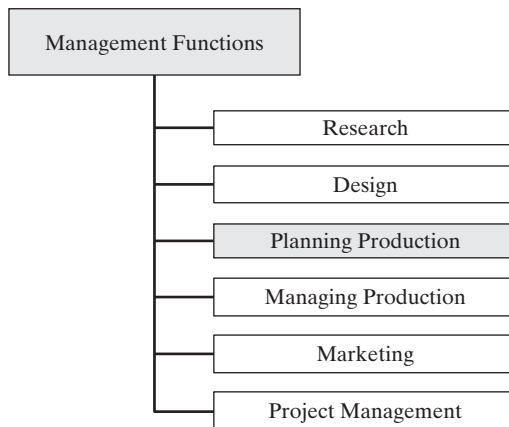 Management Functions
Research
Design
Planning Production
Managing Production
Marketing
Project Management